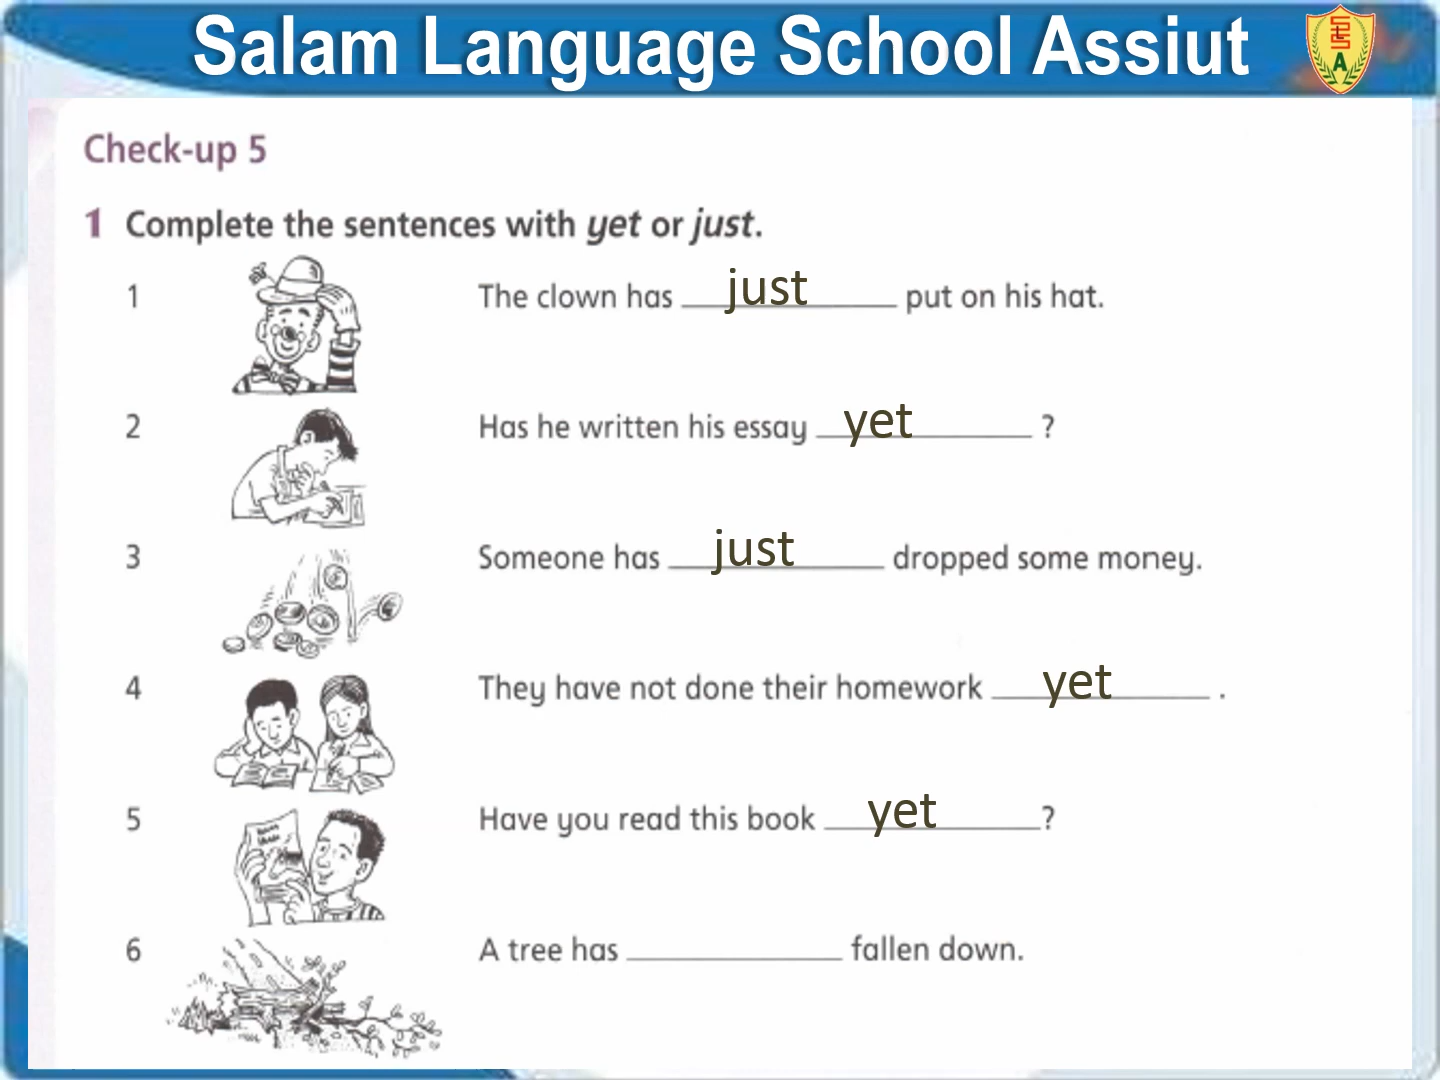 Salam Language School Assiut
Check-up 5
1 Complete the sentences with yet or just.
1 The clown has just put on his hat.
2 Has he written his essay yet ?
3 Someone has just dropped some money.
4 They have not done their homework yet .
5 Have you read this book yet ?
6 A tree has ____________ fallen down.